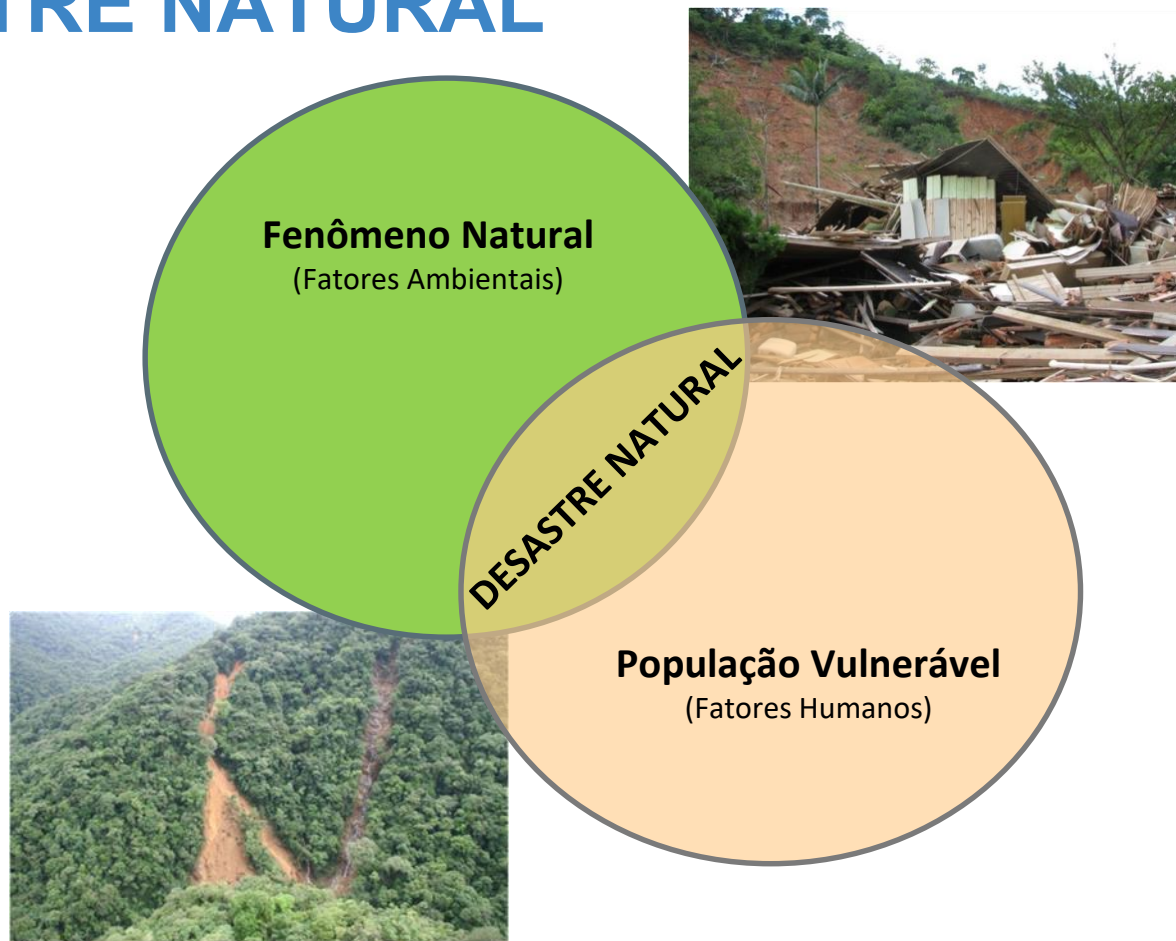 TRE NATURAL
Fenômeno Natural
(Fatores Ambientais)
DESASTRE NATURAL
População Vulnerável
(Fatores Humanos)